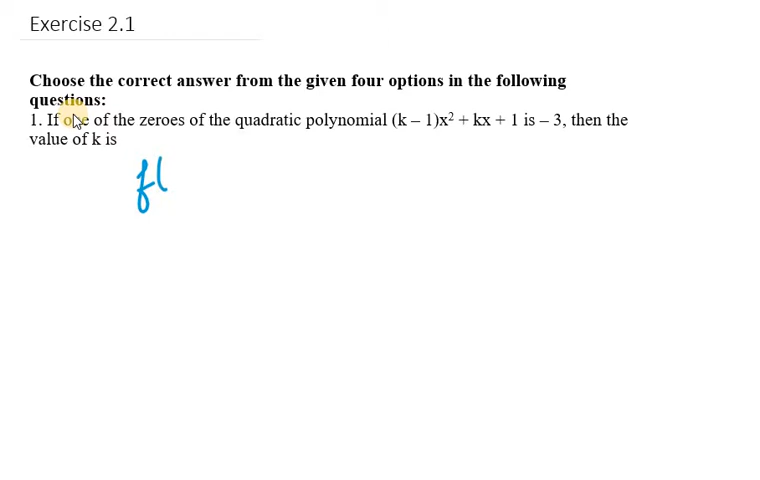 Exercise 2.1
Choose the correct answer from the given four options in the following
questions:
1. If one of the zeroes of the quadratic polynomial (k – 1)x² + kx + 1 is – 3, then the
value of k is
f(